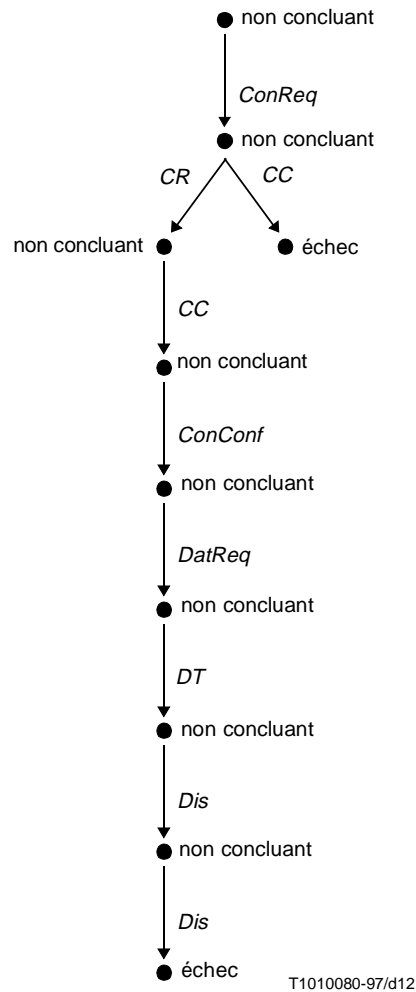 non concluant
ConReq
non concluant
CR CC
non concluant échec
CC
non concluant
ConConf
non concluant
DatReq
non concluant
DT
non concluant
Dis
non concluant
Dis
échec
T1010080-97/d12